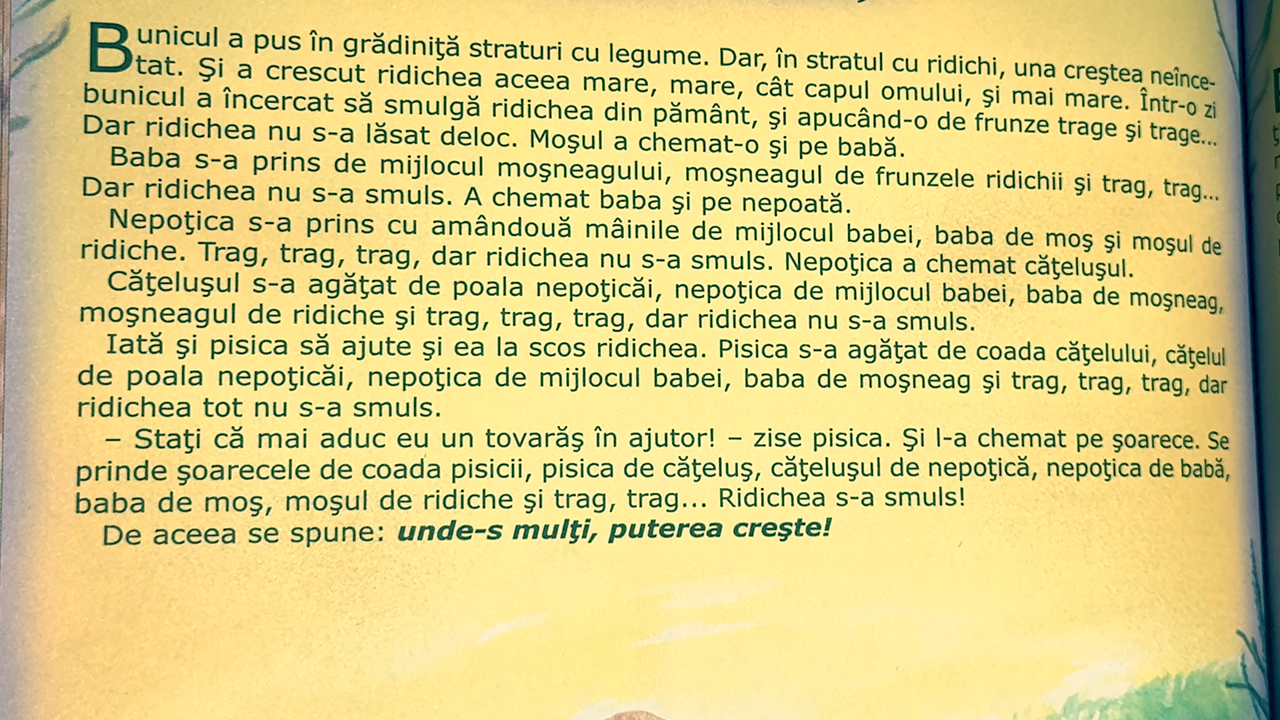 Bunicul a pus în grădiniţă straturi cu legume. Dar, în stratul cu ridichi, una creştea neînce-
tat. Şi a crescut ridichea aceea mare, mare, cât capul omului, şi mai mare. Într-o zi
bunicul a încercat să smulgă ridichea din pământ, şi apucând-o de frunze trage şi trage...
Dar ridichea nu s-a lăsat deloc. Moşul a chemat-o şi pe babă.
Baba s-a prins de mijlocul moşneagului, moşneagul de frunzele ridichii şi trag, trag...
Dar ridichea nu s-a smuls. A chemat baba şi pe nepoată.
Nepoţica s-a prins cu amândouă mâinile de mijlocul babei, baba de moş şi moşul de
ridiche. Trag, trag, trag, dar ridichea nu s-a smuls. Nepoţica a chemat căţeluşul.
Căţeluşul s-a agăţat de poala nepoţicăi, nepoţica de mijlocul babei, baba de moşneag,
moşneagul de ridiche şi trag, trag, trag, dar ridichea nu s-a smuls.
Iată şi pisica să ajute şi ea la scos ridichea. Pisica s-a agăţat de coada căţelului, căţelul
de poala nepoţicăi, nepoţica de mijlocul babei, baba de moşneag şi trag, trag, trag, dar
ridichea tot nu s-a smuls.
– Staţi că mai aduc eu un tovarăş în ajutor! – zise pisica. Şi l-a chemat pe şoarece. Se
prinde şoarecele de coada pisicii, pisica de căţeluş, căţeluşul de nepoţică, nepoţica de babă,
baba de moş, moşul de ridiche şi trag, trag... Ridichea s-a smuls!
De aceea se spune: unde-s mulţi, puterea creşte!